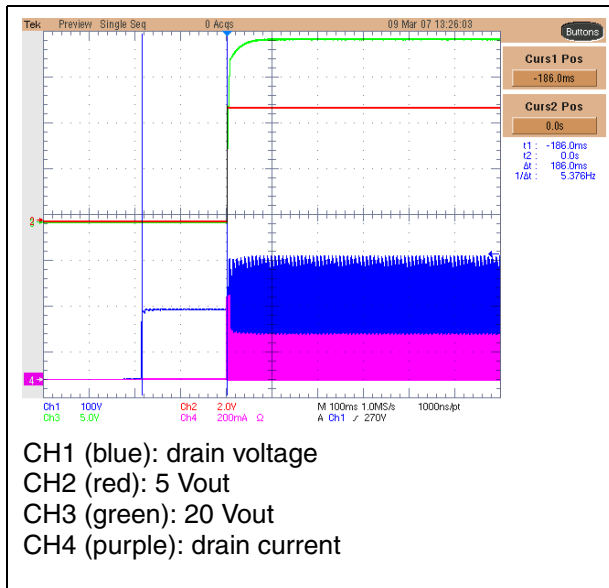 Tek Preview Single Seq 0 Acqs 09 Mar 07 13:26:03
Buttons
Curs1 Pos
-186.0ms
Curs2 Pos
0.0s
t1: -186.0ms
t2: 0.0s
Δt: 186.0ms
1/Δt: 5.376Hz
2
4
Ch1 100V Ch2 2.0V M 100ms 1.0MS/s 1000ns/pt
Ch3 5.0V Ch4 200mA Ω A Ch1 ∕ 270V
CH1 (blue): drain voltage
CH2 (red): 5 Vout
CH3 (green): 20 Vout
CH4 (purple): drain current